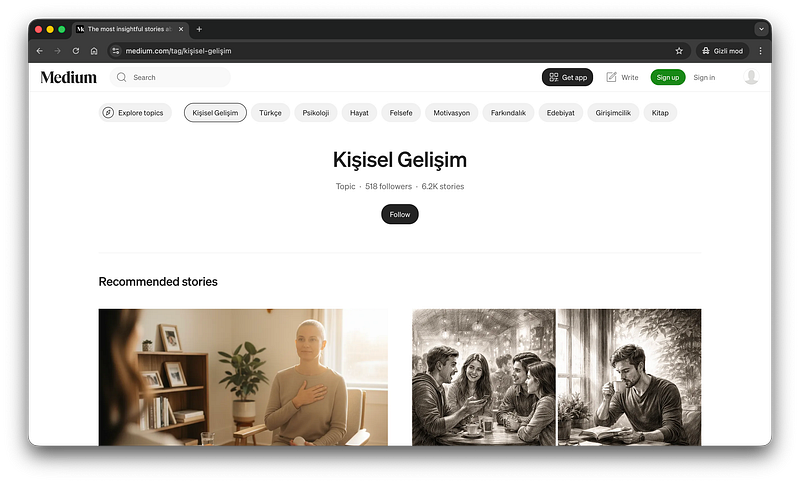 The most insightful stories a
medium.com/tag/kişisel-gelişim
Gizli mod
Medium
Search
Get app
Write
Sign up
Sign in
Explore topics
Kişisel Gelişim
Türkçe
Psikoloji
Hayat
Felsefe
Motivasyon
Farkındalık
Edebiyat
Girişimcilik
Kitap
Kişisel Gelişim
Topic · 518 followers · 6.2K stories
Follow
Recommended stories